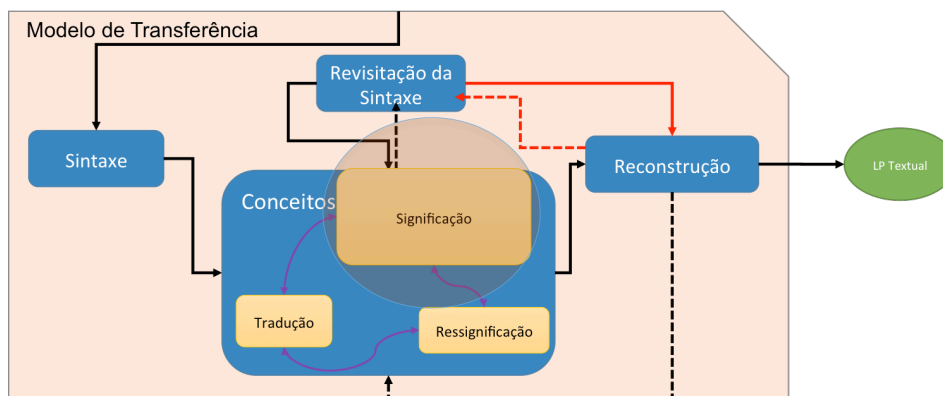 Modelo de Transferência
Revisitação da
Sintaxe
Sintaxe
Reconstrução
LP Textual
Conceitos
Significação
Tradução
Ressignificação